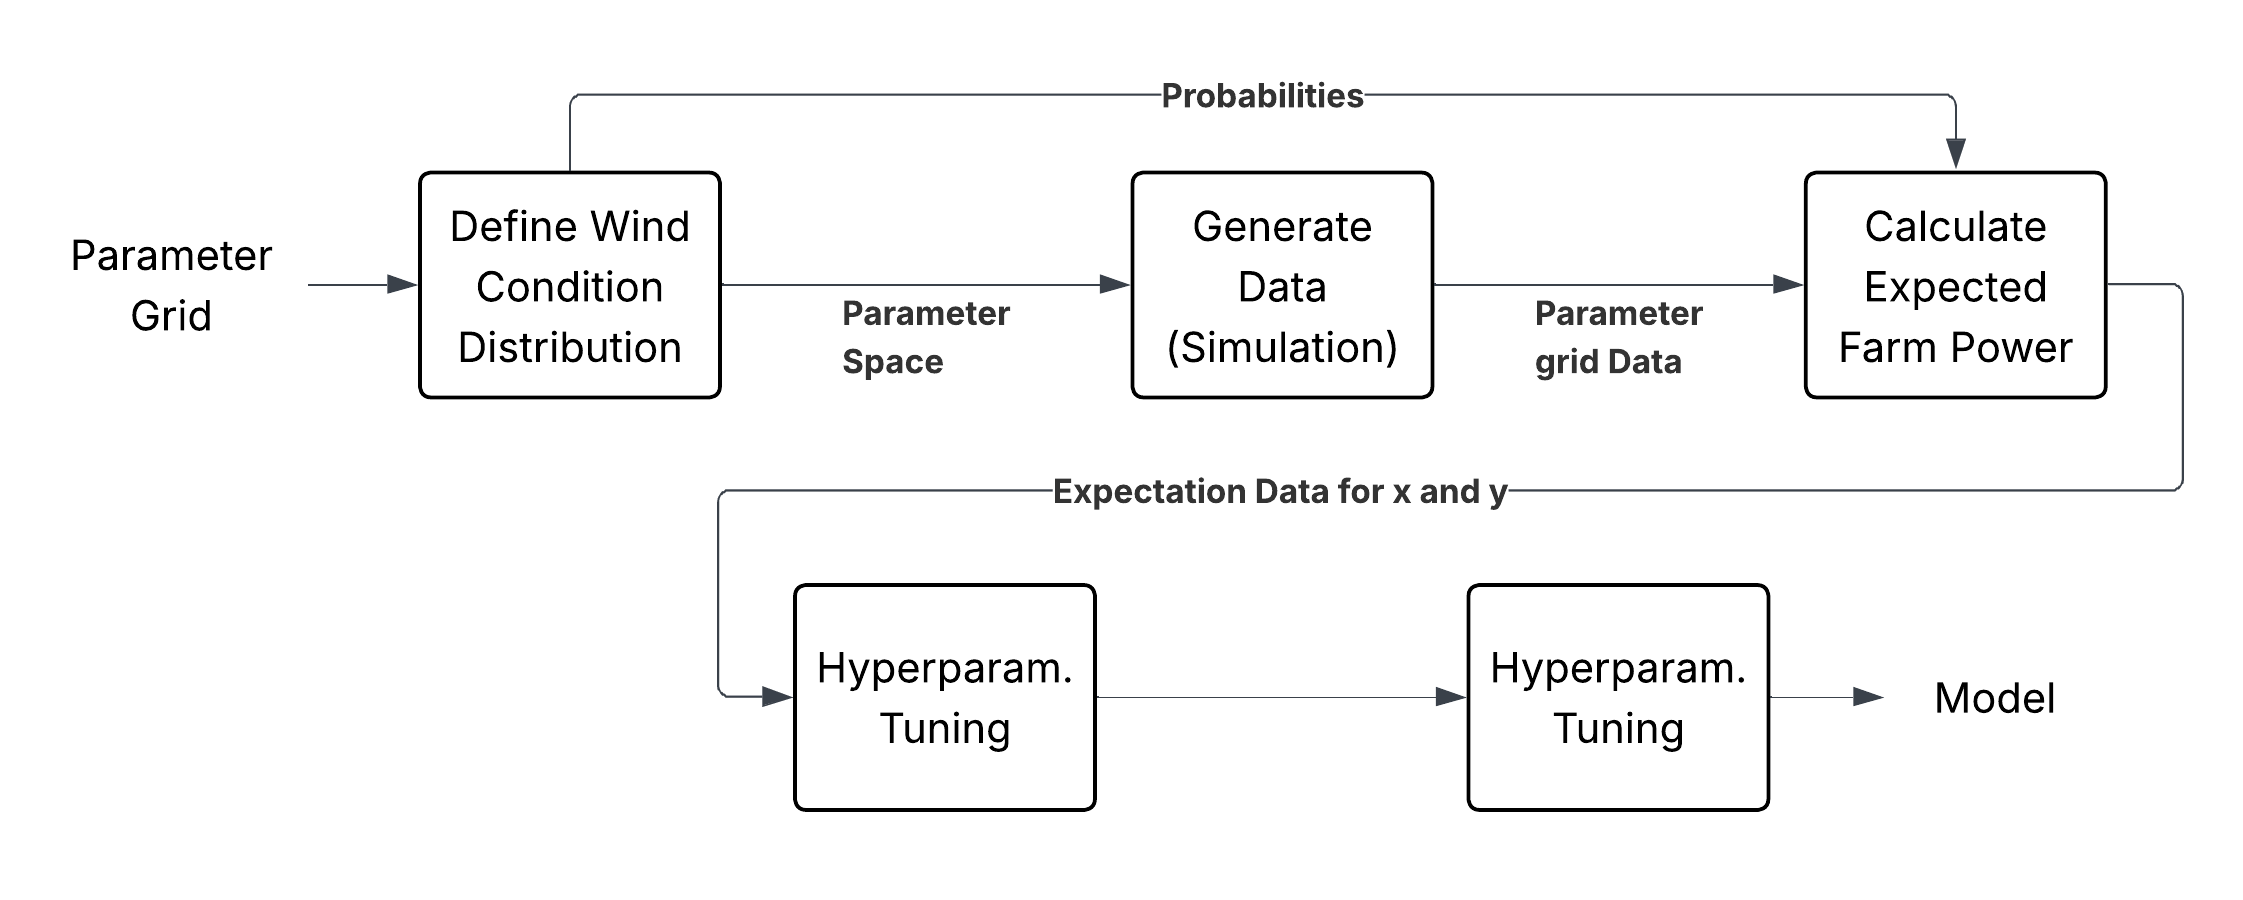 Probabilities
Parameter
Grid
Define Wind
Condition
Distribution
Parameter
Space
Generate
Data
(Simulation)
Parameter
grid Data
Calculate
Expected
Farm Power
Expectation Data for x and y
Hyperparam.
Tuning
Hyperparam.
Tuning
Model